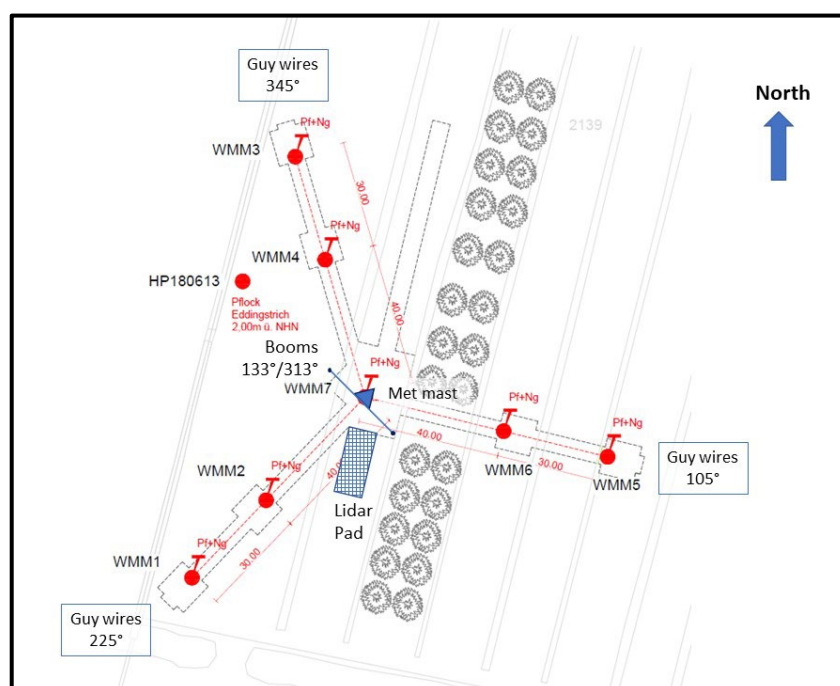 Guy wires
345°
North
Pf+Ng
WMM3
2139
30.00
Pf+Ng
WMM4
HP180613
Pflock
Eddingstrich
2,00m ü. NHN
40.00
Booms
133°/313°
Pf+Ng
WMM7
Met mast
Pf+Ng
Pf+Ng
40.00
WMM6
30.00
WMM5
Guy wires
105°
Pf+Ng
WMM2
40.00
Lidar
Pad
30.00
Pf+Ng
WMM1
Guy wires
225°